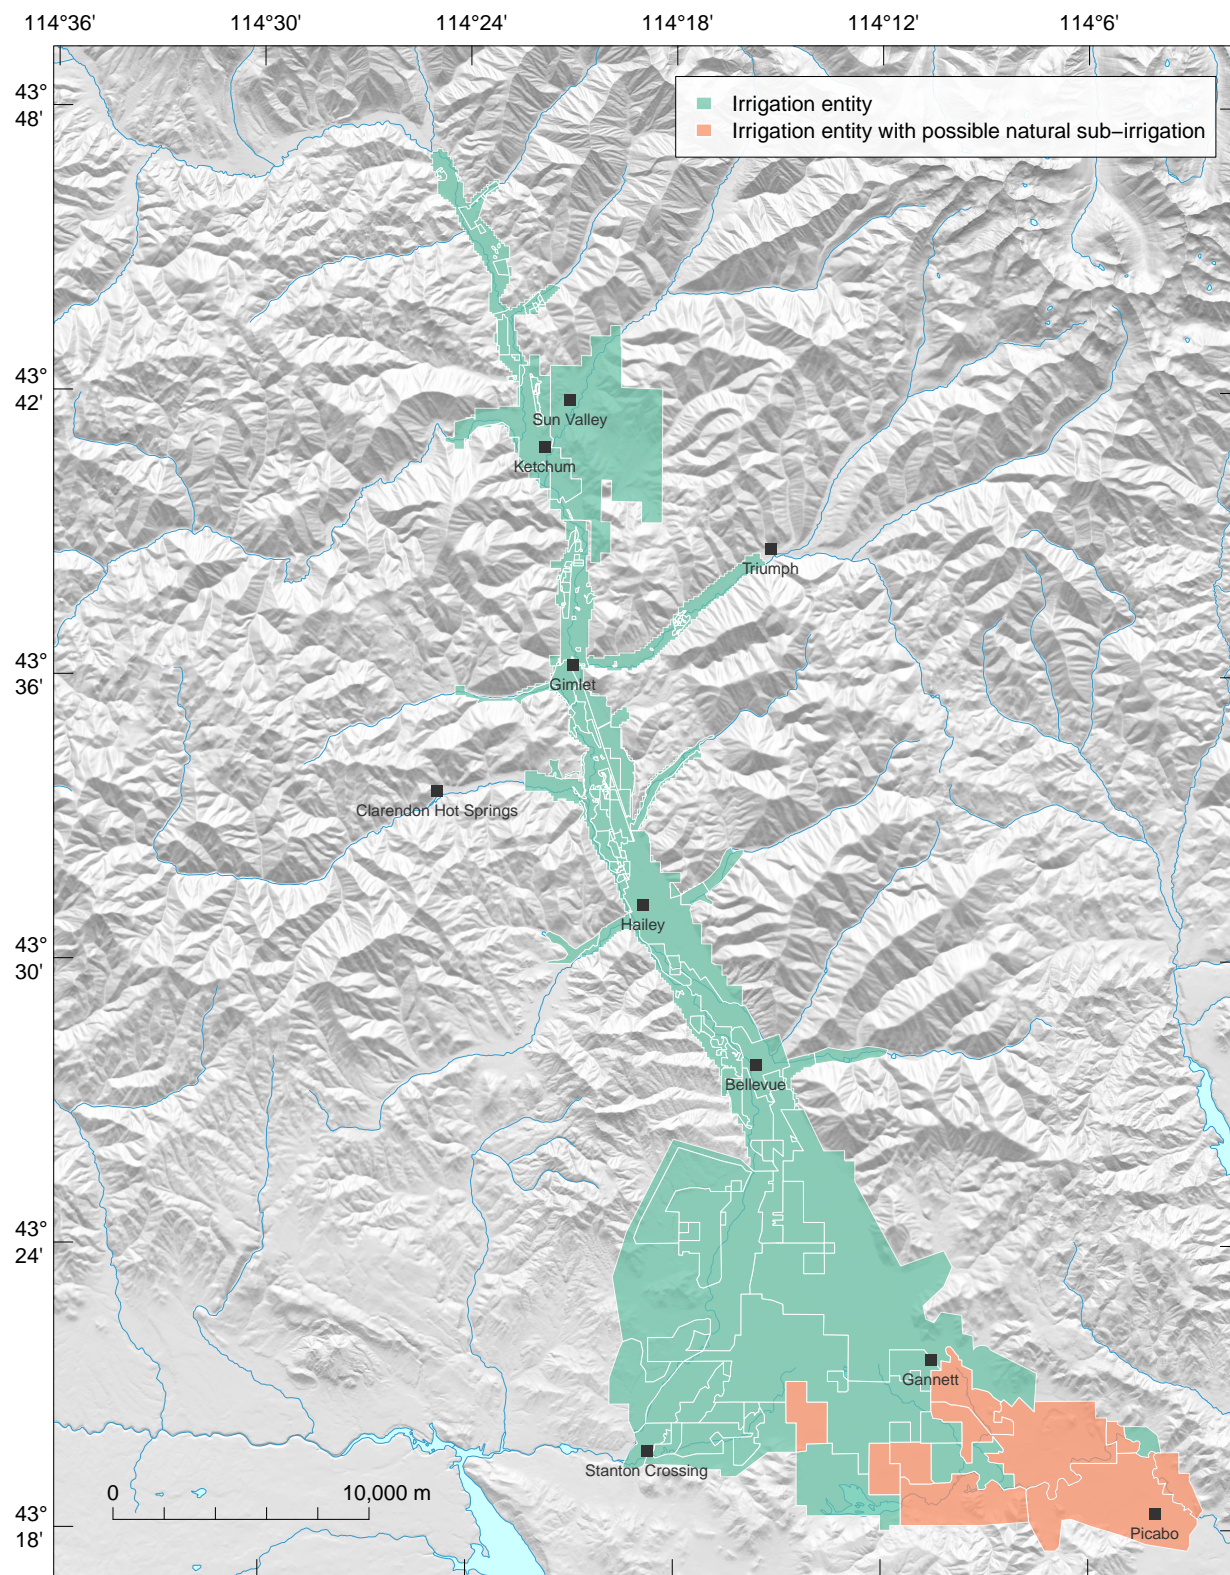 114°36' 114°30' 114°24' 114°18' 114°12' 114°6'
43°
48'
Irrigation entity
Irrigation entity with possible natural sub−irrigation
43°
42'
Sun Valley
Ketchum
Triumph
43°
36'
Gimlet
Clarendon Hot Springs
Hailey
43°
30'
Bellevue
43°
24'
Gannett
Stanton Crossing
0 10,000 m
43°
18'
Picabo